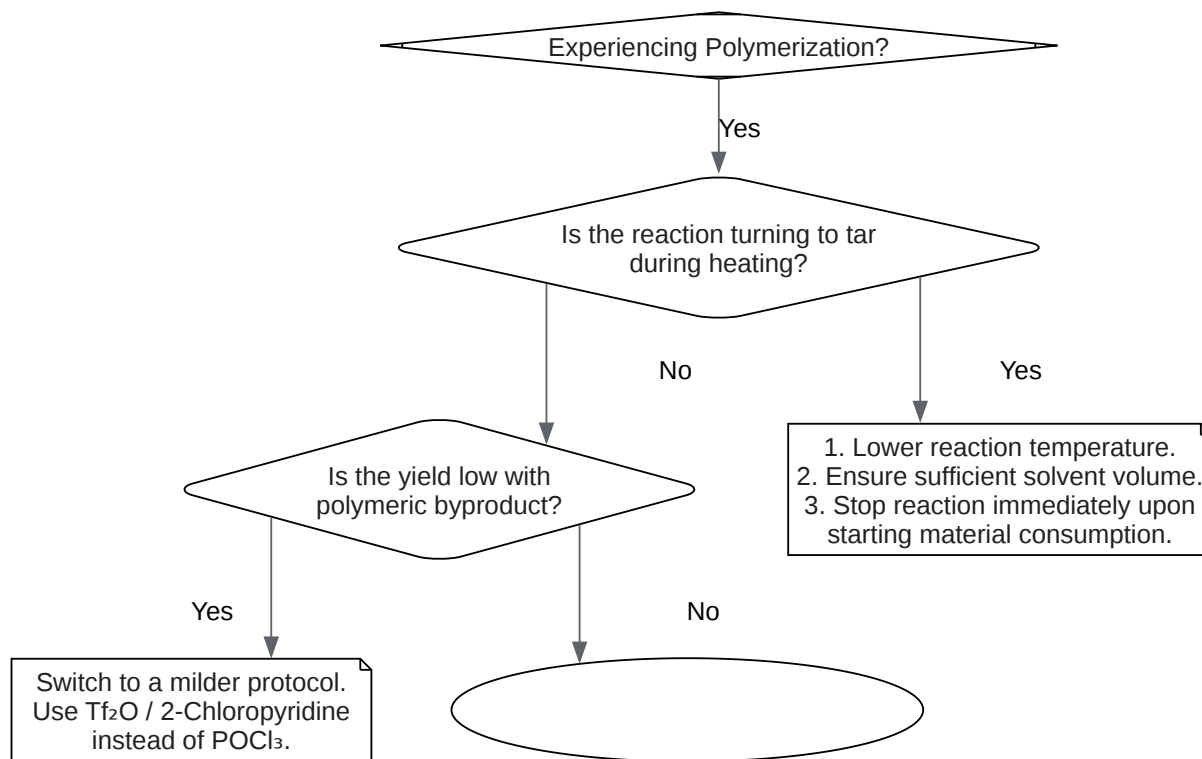 Experiencing Polymerization?
Yes
Is the reaction turning to tar
during heating?
No
Yes
1. Lower reaction temperature.
2. Ensure sufficient solvent volume.
3. Stop reaction immediately upon
starting material consumption.
Is the yield low with
polymeric byproduct?
Yes
No
Switch to a milder protocol.
Use Tf₂O / 2-Chloropyridine
instead of POCl₃.